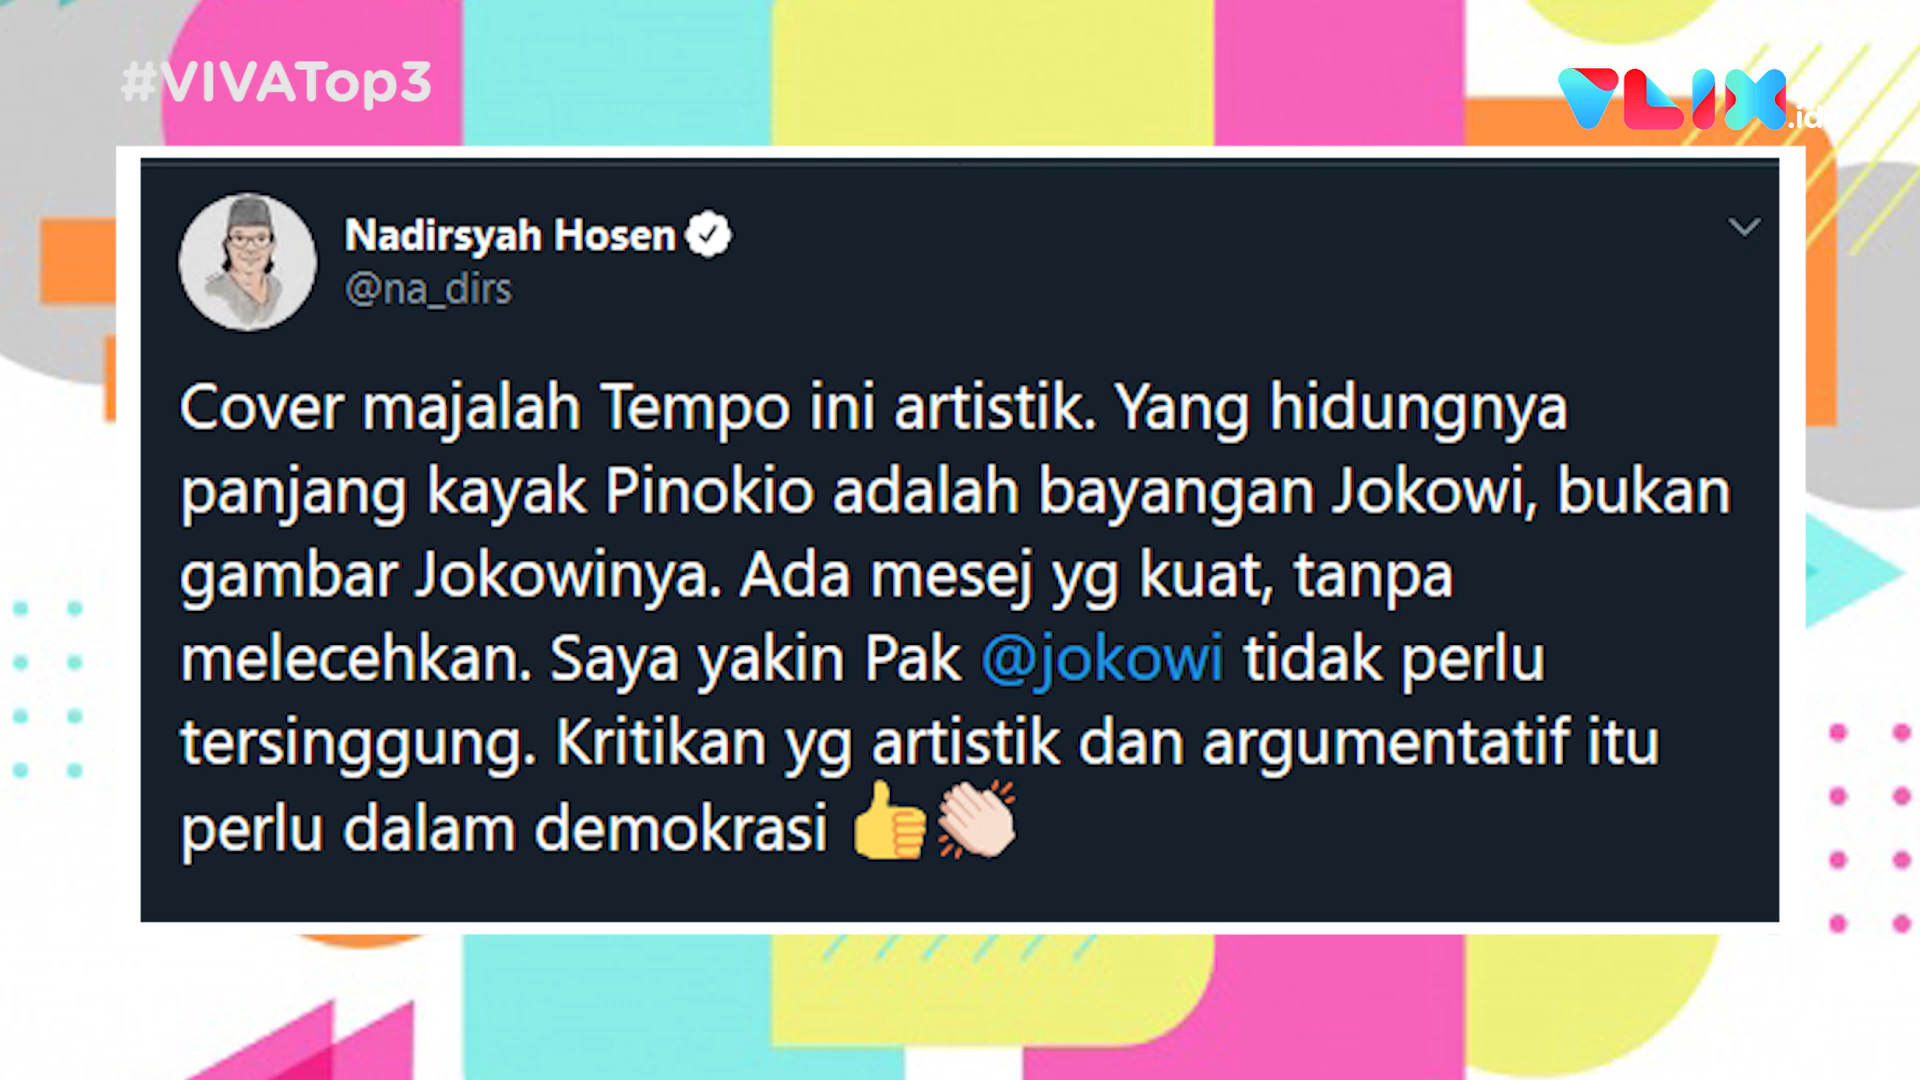 #VIVATop3
VLIX.id
Nadirsyah Hosen
@na_dirs
Cover majalah Tempo ini artistik. Yang hidungnya
panjang kayak Pinokio adalah bayangan Jokowi, bukan
gambar Jokowinya. Ada mesej yg kuat, tanpa
melecehkan. Saya yakin Pak @jokowi tidak perlu
tersinggung. Kritikan yg artistik dan argumentatif itu
perlu dalam demokrasi 👍👏🏻